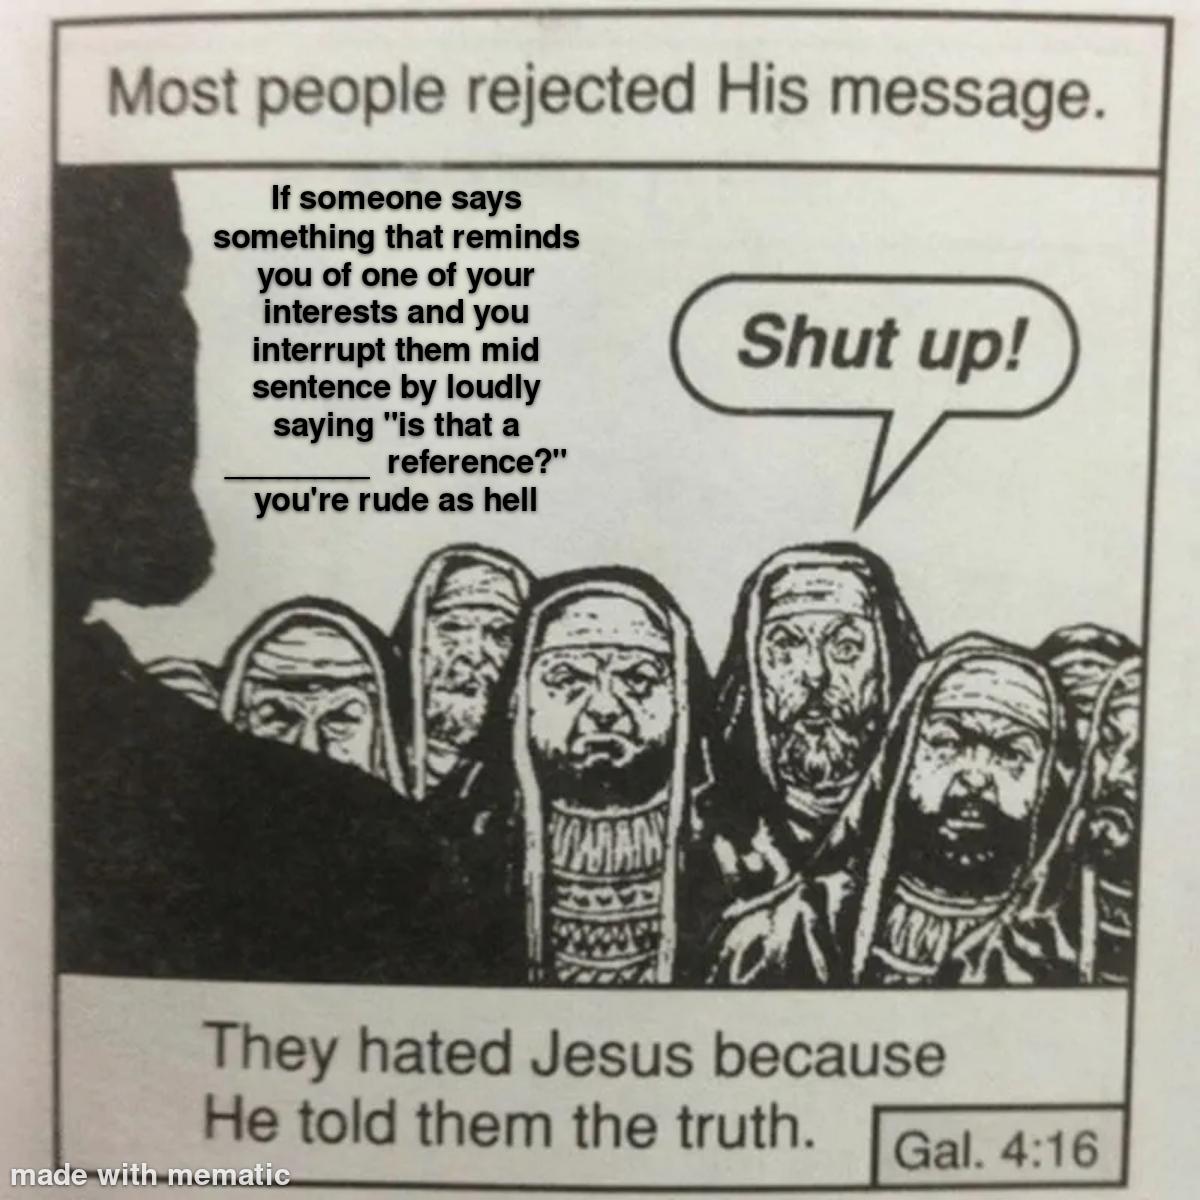 Most people rejected His message.
If someone says
something that reminds
you of one of your
interests and you
interrupt them mid
sentence by loudly
saying "is that a
________ reference?"
you're rude as hell
Shut up!
They hated Jesus because
He told them the truth.
Gal. 4:16
made with mematic